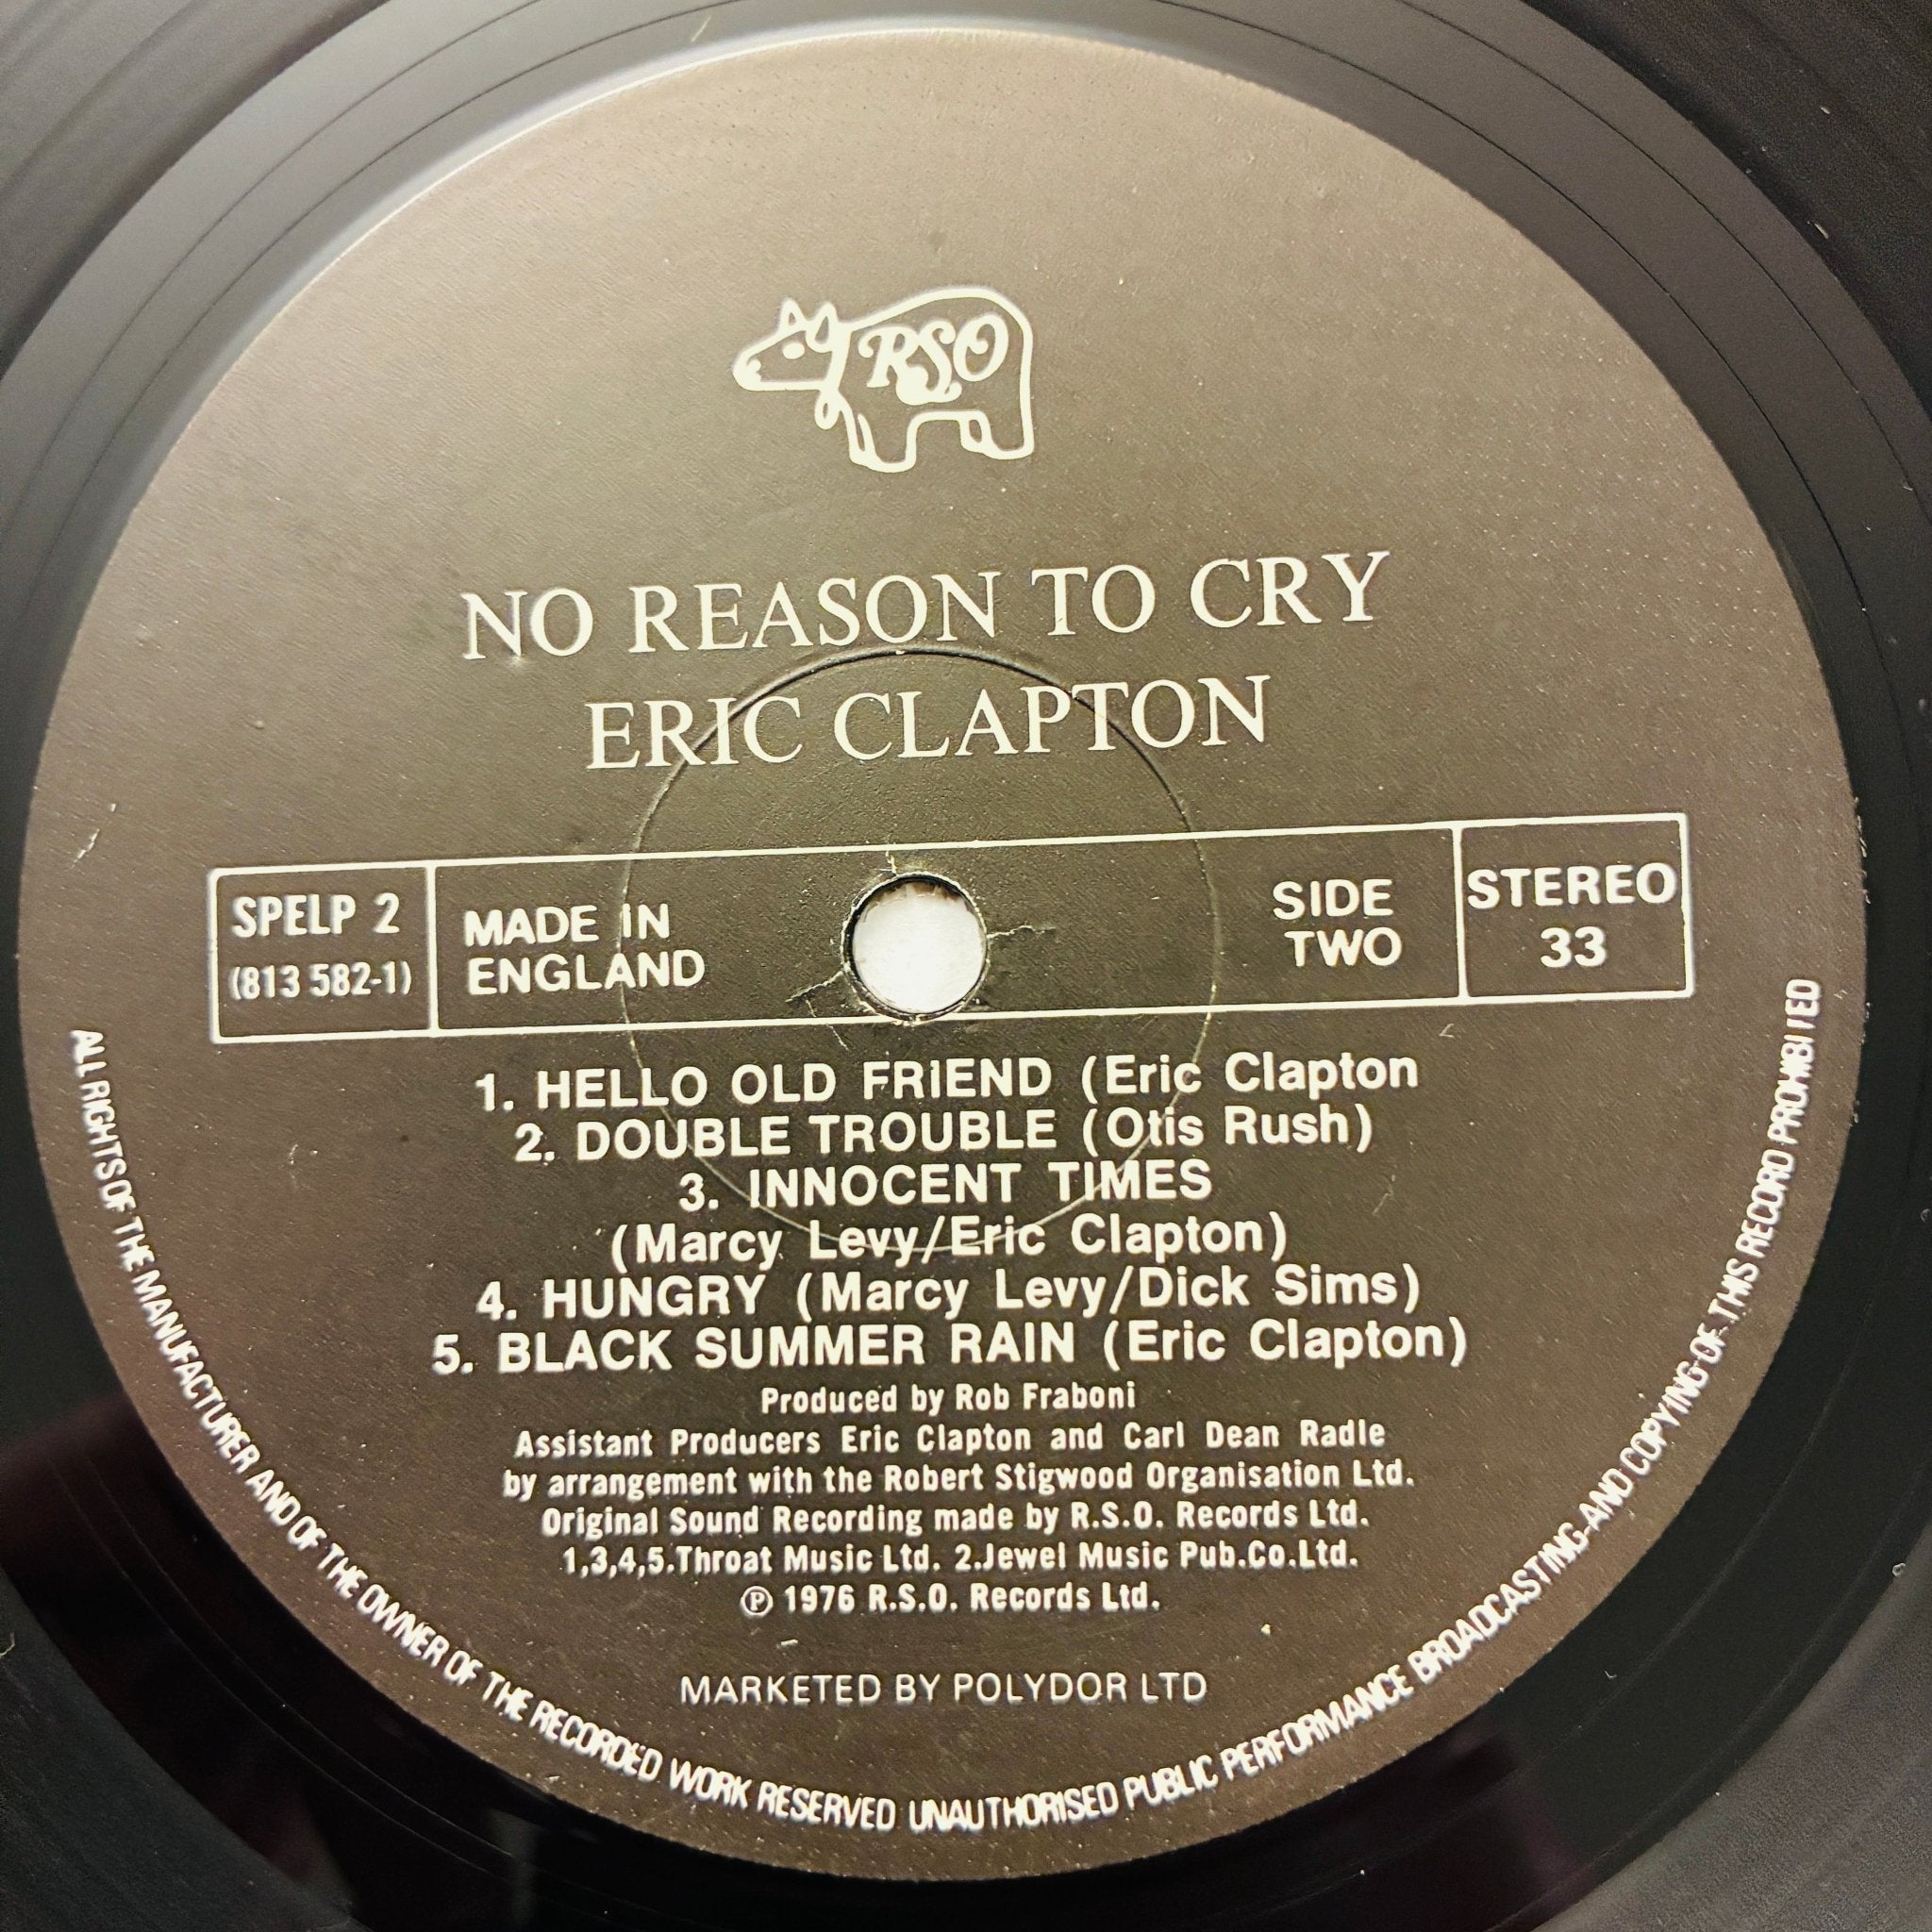 RSO
NO REASON TO CRY
ERIC CLAPTON
SPELP 2
(813 582-1)
MADE IN
ENGLAND
SIDE
TWO
STEREO
33
1. HELLO OLD FRIEND (Eric Clapton
2. DOUBLE TROUBLE (Otis Rush)
3. INNOCENT TIMES
(Marcy Levy/Eric Clapton)
4. HUNGRY (Marcy Levy/Dick Sims)
5. BLACK SUMMER RAIN (Eric Clapton)
Produced by Rob Fraboni
Assistant Producers Eric Clapton and Carl Dean Radle
by arrangement with the Robert Stigwood Organisation Ltd.
Original Sound Recording made by R.S.O. Records Ltd.
1,3,4,5.Throat Music Ltd. 2.Jewel Music Pub.Co.Ltd.
℗ 1976 R.S.O. Records Ltd.
MARKETED BY POLYDOR LTD
ALL RIGHTS OF THE MANUFACTURER AND OF THE OWNER OF THE RECORDED WORK RESERVED UNAUTHORISED PUBLIC PERFORMANCE BROADCASTING AND COPYING OF THIS RECORD PROHIBITED